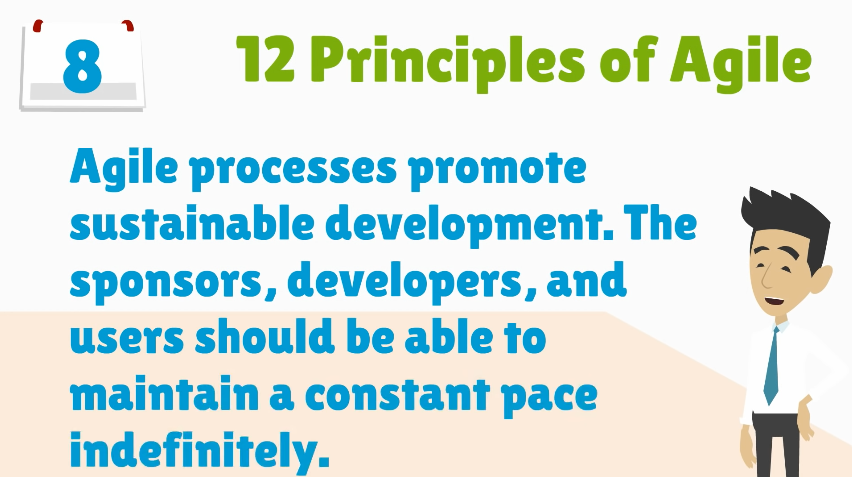 8
12 Principles of Agile
Agile processes promote
sustainable development. The
sponsors, developers, and
users should be able to
maintain a constant pace
indefinitely.